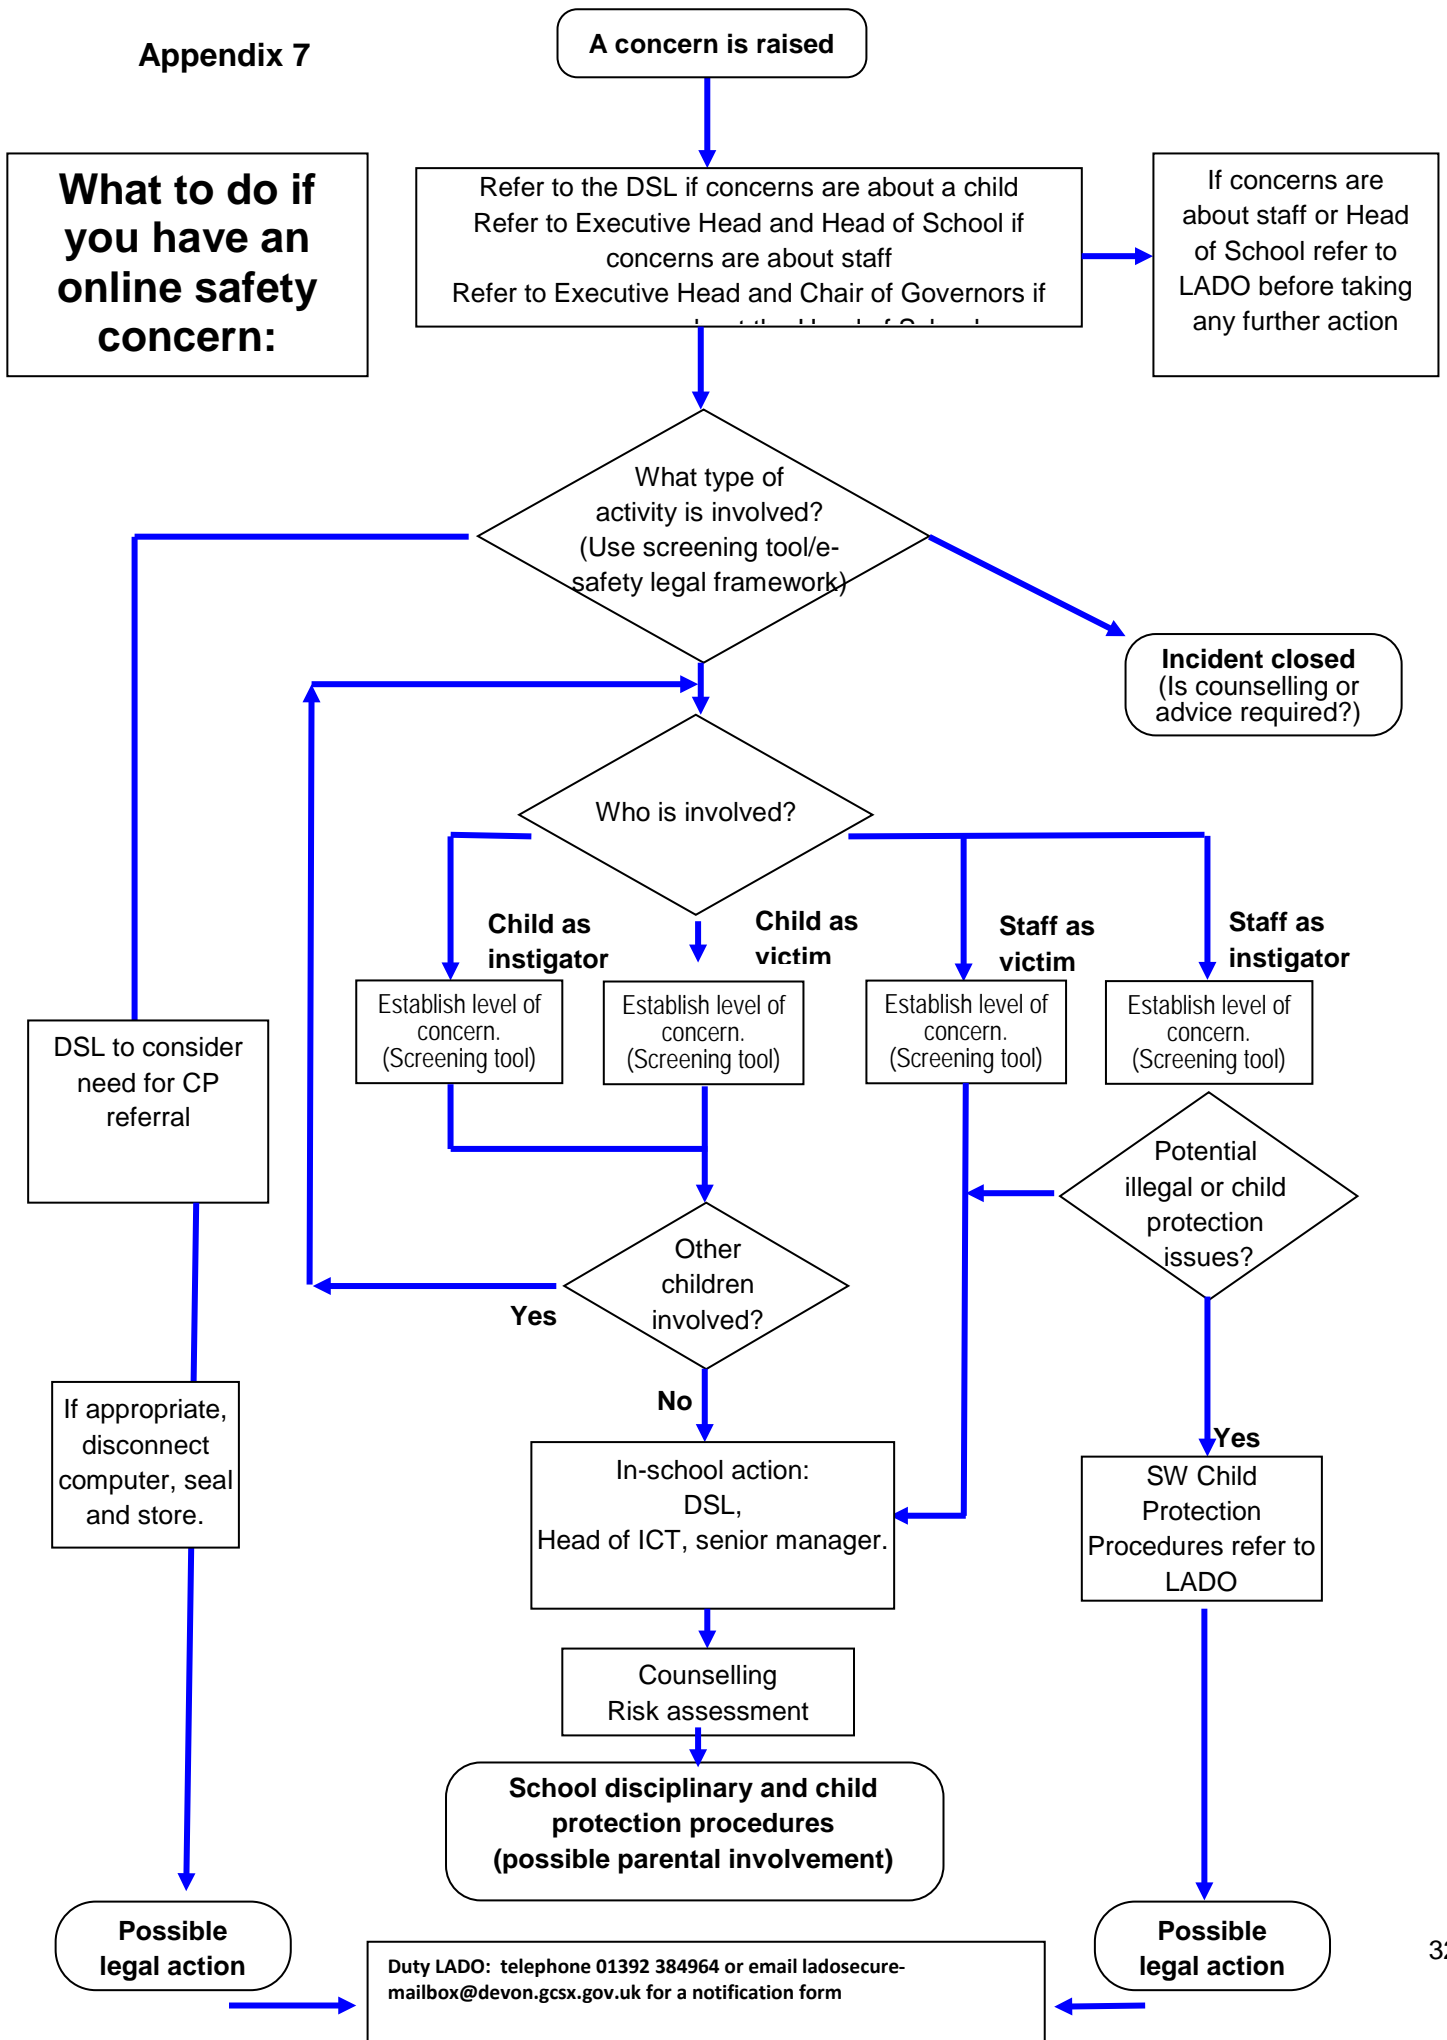 Appendix 7
A concern is raised
What to do if
you have an
online safety
concern:
Refer to the DSL if concerns are about a child
Refer to Executive Head and Head of School if
concerns are about staff
Refer to Executive Head and Chair of Governors if
If concerns are
about staff or Head
of School refer to
LADO before taking
any further action
What type of
activity is involved?
(Use screening tool/e-
safety legal framework)
Incident closed
(Is counselling or
advice required?)
Who is involved?
Child as
instigator
Child as
victim
Staff as
victim
Staff as
instigator
Establish level of
concern.
(Screening tool)
Establish level of
concern.
(Screening tool)
Establish level of
concern.
(Screening tool)
Establish level of
concern.
(Screening tool)
DSL to consider
need for CP
referral
Potential
illegal or child
protection
issues?
Other
children
involved?
Yes
No
If appropriate,
disconnect
computer, seal
and store.
In-school action:
DSL,
Head of ICT, senior manager.
Yes
SW Child
Protection
Procedures refer to
LADO
Counselling
Risk assessment
School disciplinary and child
protection procedures
(possible parental involvement)
Possible
legal action
Possible
legal action
Duty LADO: telephone 01392 384964 or email ladosecure-
mailbox@devon.gcsx.gov.uk for a notification form
32